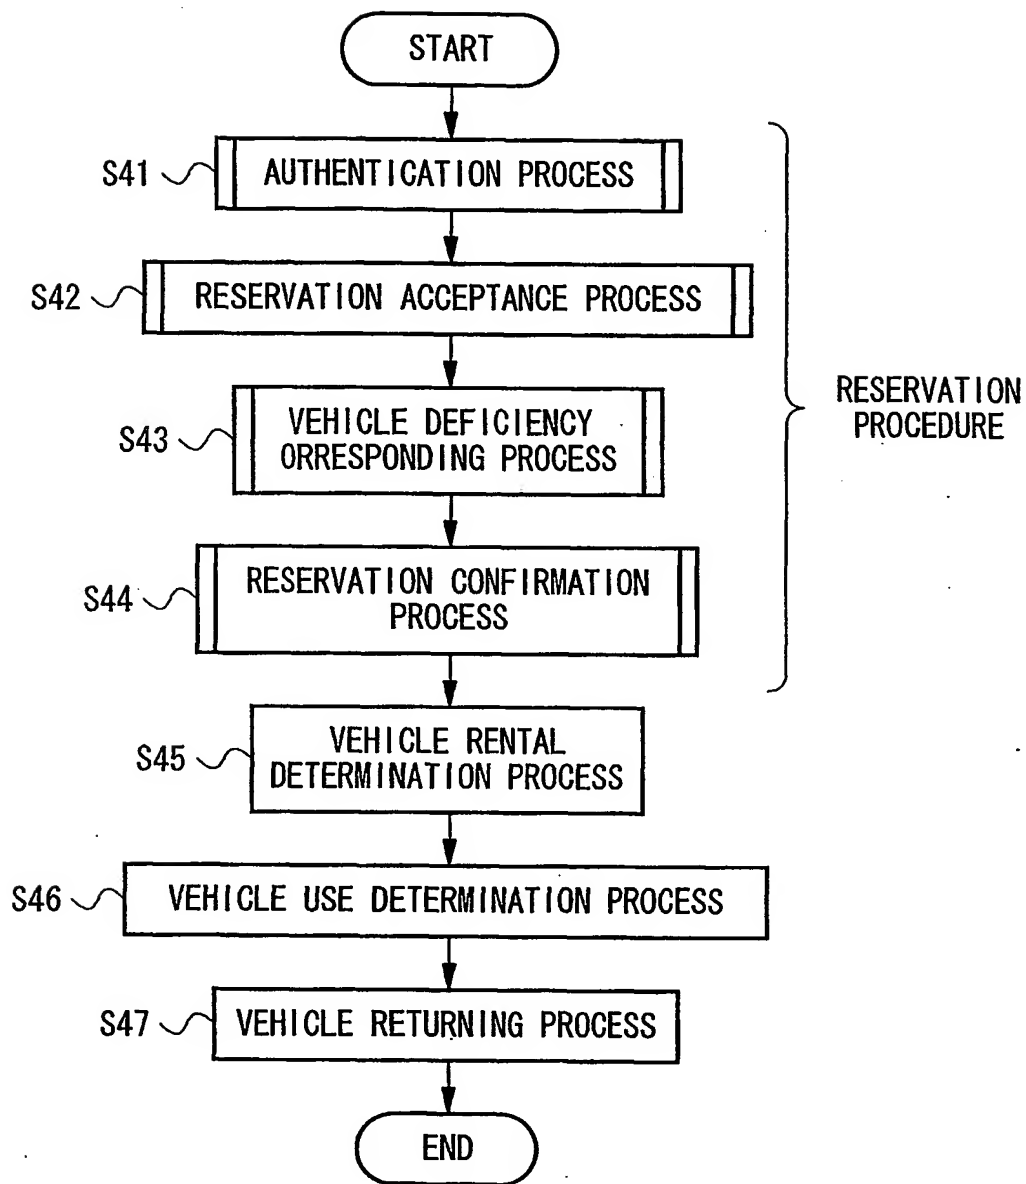 START
S41
AUTHENTICATION PROCESS
S42
RESERVATION ACCEPTANCE PROCESS
S43
VEHICLE DEFICIENCY
ORRESPONDING PROCESS
S44
RESERVATION CONFIRMATION
PROCESS
RESERVATION
PROCEDURE
S45
VEHICLE RENTAL
DETERMINATION PROCESS
S46
VEHICLE USE DETERMINATION PROCESS
S47
VEHICLE RETURNING PROCESS
END